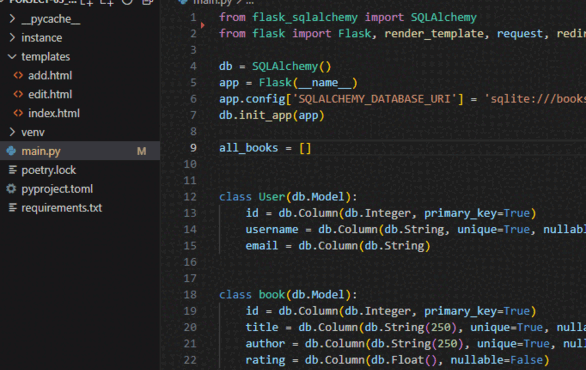 __pycache__
instance
templates
add.html
edit.html
index.html
venv
main.py M
poetry.lock
pyproject.toml
requirements.txt
main.py > ...
1 from flask_sqlalchemy import SQLAlchemy
2 from flask import Flask, render_template, request, redir
3
4 db = SQLAlchemy()
5 app = Flask(__name__)
6 app.config['SQLALCHEMY_DATABASE_URI'] = 'sqlite:///books
7 db.init_app(app)
8
9 all_books = []
10
11
12 class User(db.Model):
13 id = db.Column(db.Integer, primary_key=True)
14 username = db.Column(db.String, unique=True, nullabl
15 email = db.Column(db.String)
16
17
18 class book(db.Model):
19 id = db.Column(db.Integer, primary_key=True)
20 title = db.Column(db.String(250), unique=True, nulla
21 author = db.Column(db.String(250), unique=True, null
22 rating = db.Column(db.Float(), nullable=False)